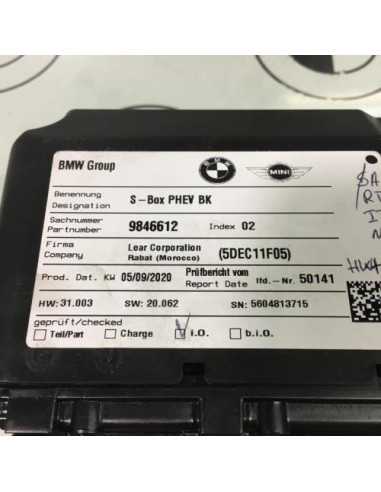 BMW Group
MINI
Benennung
Designation
S-Box PHEV BK
Sachnummer
Partnumber
9846612 Index 02
Firma
Company
Lear Corporation
Rabat (Morocco)
(5DEC11F05)
Prod. Dat. KW 05/09/2020
Prüfbericht vom
Report Date lfd.-Nr. 50141
HW: 31.003 SW: 20.062 SN: 5604813715
geprüft/checked
Teil/Part Charge i.O. b.i.O.